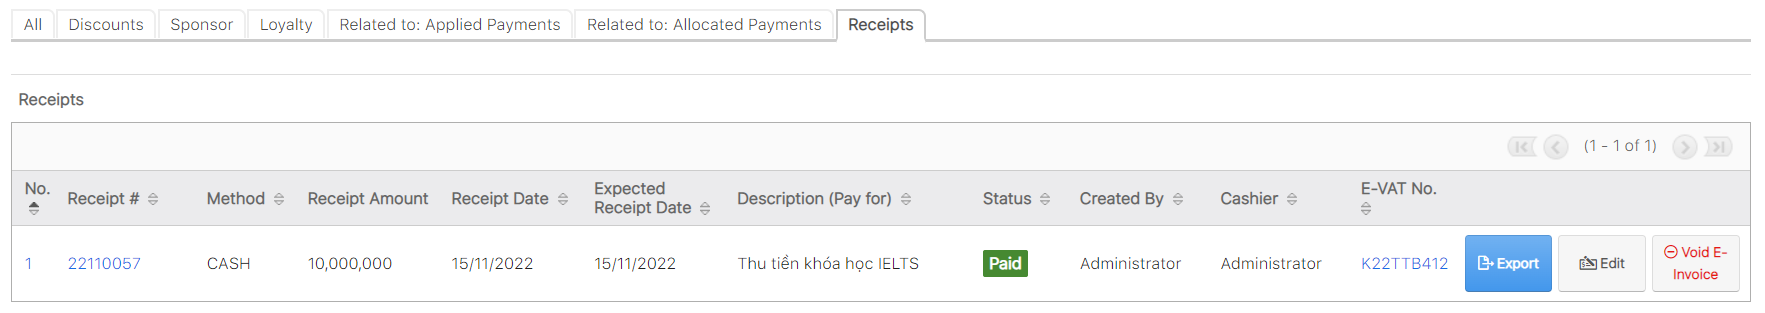 All Discounts Sponsor Loyalty Related to: Applied Payments Related to: Allocated Payments Receipts
Receipts
(1 - 1 of 1)
No. Receipt # Method Receipt Amount Receipt Date Expected Receipt Date Description (Pay for) Status Created By Cashier E-VAT No.
1 22110057 CASH 10,000,000 15/11/2022 15/11/2022 Thu tiền khóa học IELTS Paid Administrator Administrator K22TTB412 Export Edit Void E-Invoice